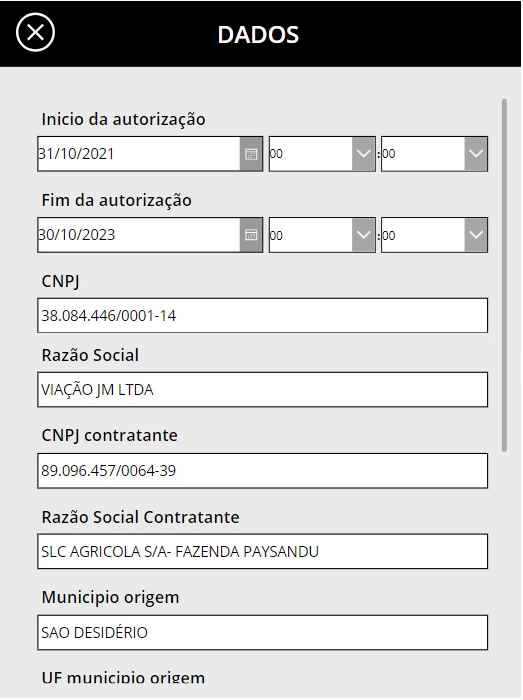 DADOS
Inicio da autorização
31/10/2021 00 :00
Fim da autorização
30/10/2023 00 :00
CNPJ
38.084.446/0001-14
Razão Social
VIAÇÃO JM LTDA
CNPJ contratante
89.096.457/0064-39
Razão Social Contratante
SLC AGRICOLA S/A- FAZENDA PAYSANDU
Municipio origem
SAO DESIDÉRIO
UF municipio origem